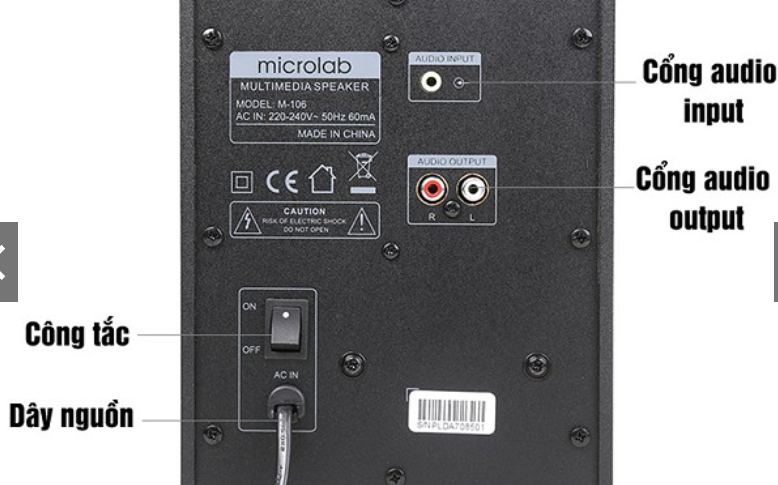 microlab
MULTIMEDIA SPEAKER
MODEL: M-106
AC IN: 220-240V~ 50Hz 60mA
MADE IN CHINA
AUDIO INPUT
Cổng audio
input
AUDIO OUTPUT
R L
Cổng audio
output
CE
CAUTION
RISK OF ELECTRIC SHOCK
DO NOT OPEN
ON
OFF
Công tắc
AC IN
Dây nguồn
S/N:PLDA708501